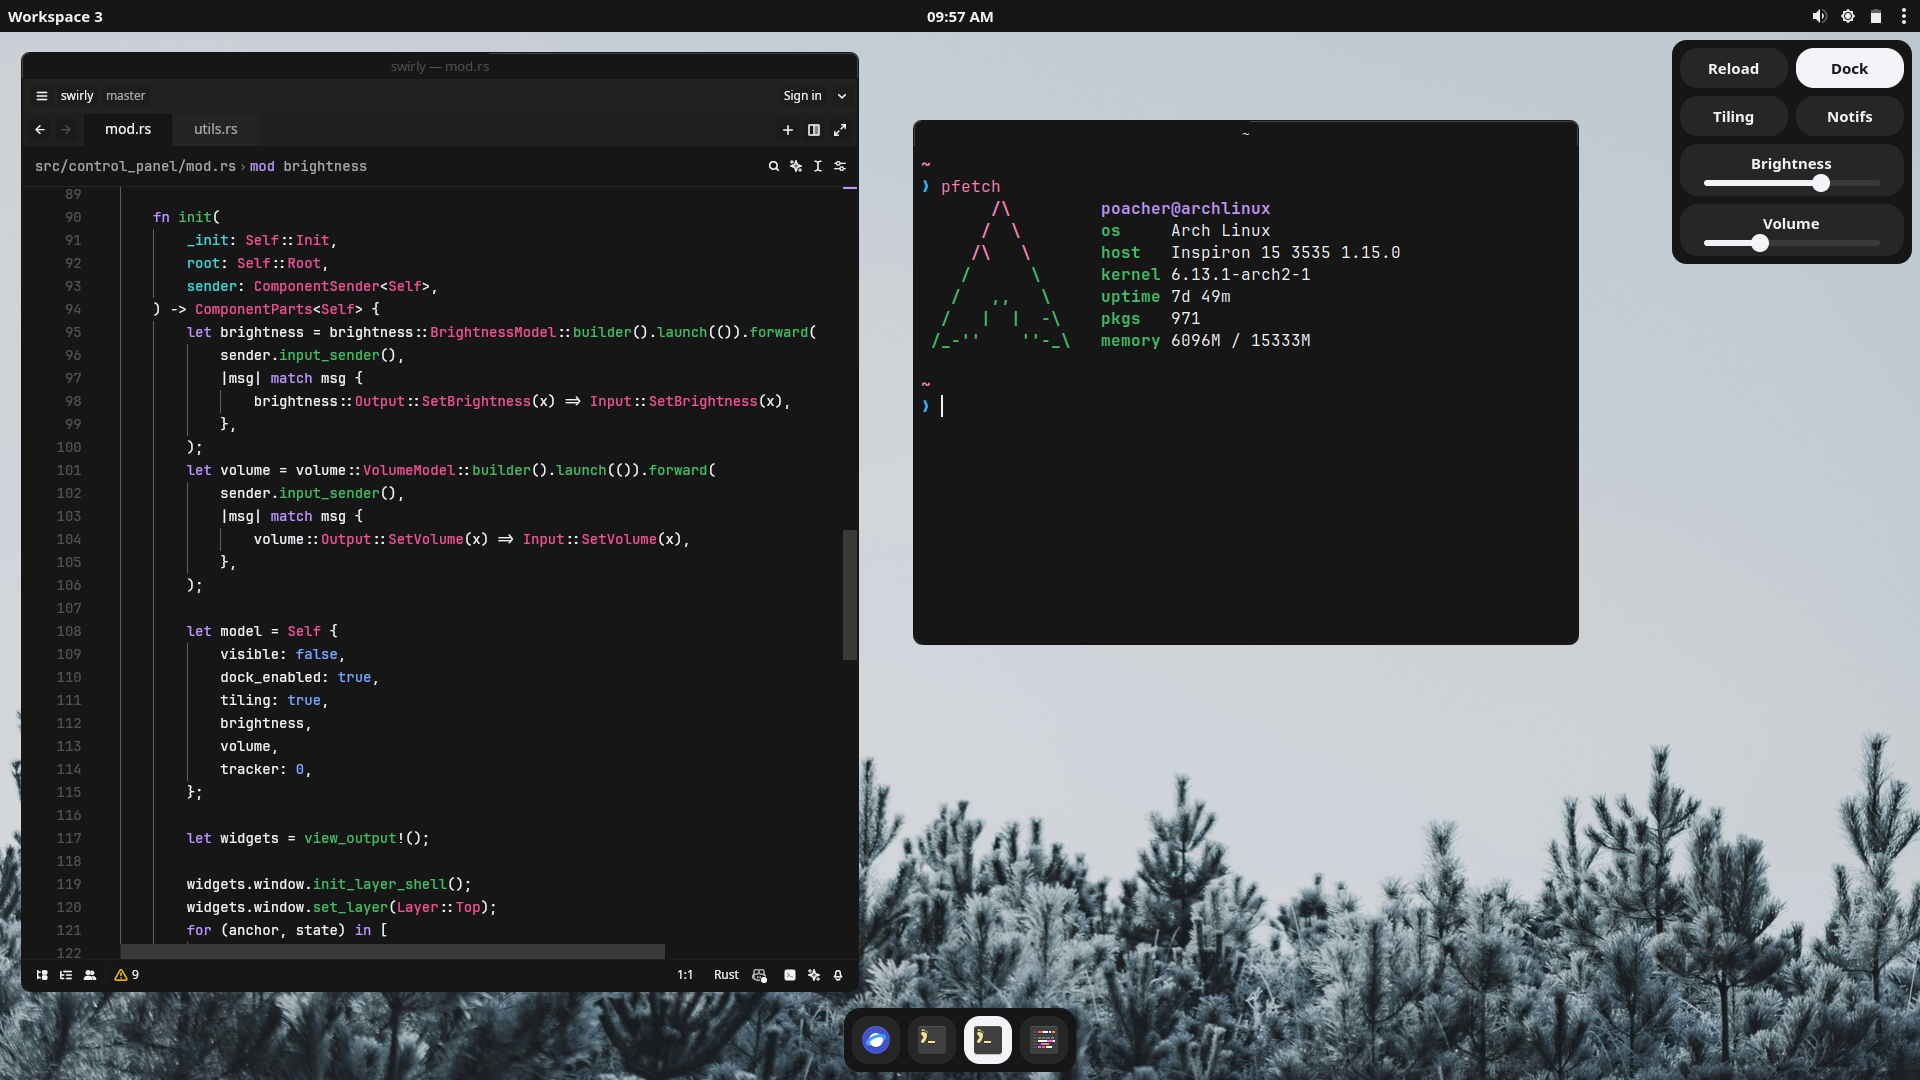 Workspace 3
09:57 AM
swirly — mod.rs
swirly master
Sign in
mod.rs
utils.rs
src/control_panel/mod.rs › mod brightness
89
90 fn init(
91 _init: Self::Init,
92 root: Self::Root,
93 sender: ComponentSender<Self>,
94 ) -> ComponentParts<Self> {
95 let brightness = brightness::BrightnessModel::builder().launch(()).forward(
96 sender.input_sender(),
97 |msg| match msg {
98 brightness::Output::SetBrightness(x) => Input::SetBrightness(x),
99 },
100 );
101 let volume = volume::VolumeModel::builder().launch(()).forward(
102 sender.input_sender(),
103 |msg| match msg {
104 volume::Output::SetVolume(x) => Input::SetVolume(x),
105 },
106 );
107
108 let model = Self {
109 visible: false,
110 dock_enabled: true,
111 tiling: true,
112 brightness,
113 volume,
114 tracker: 0,
115 };
116
117 let widgets = view_output!();
118
119 widgets.window.init_layer_shell();
120 widgets.window.set_layer(Layer::Top);
121 for (anchor, state) in [
122
9
1:1
Rust
~
~
❯ pfetch
/\ poacher@archlinux
/ \ os Arch Linux
/\ \ host Inspiron 15 3535 1.15.0
/ \ kernel 6.13.1-arch2-1
/ ,, \ uptime 7d 49m
/ | | -\ pkgs 971
/_-'' ''-_\ memory 6096M / 15333M
~
❯
Reload
Dock
Tiling
Notifs
Brightness
Volume